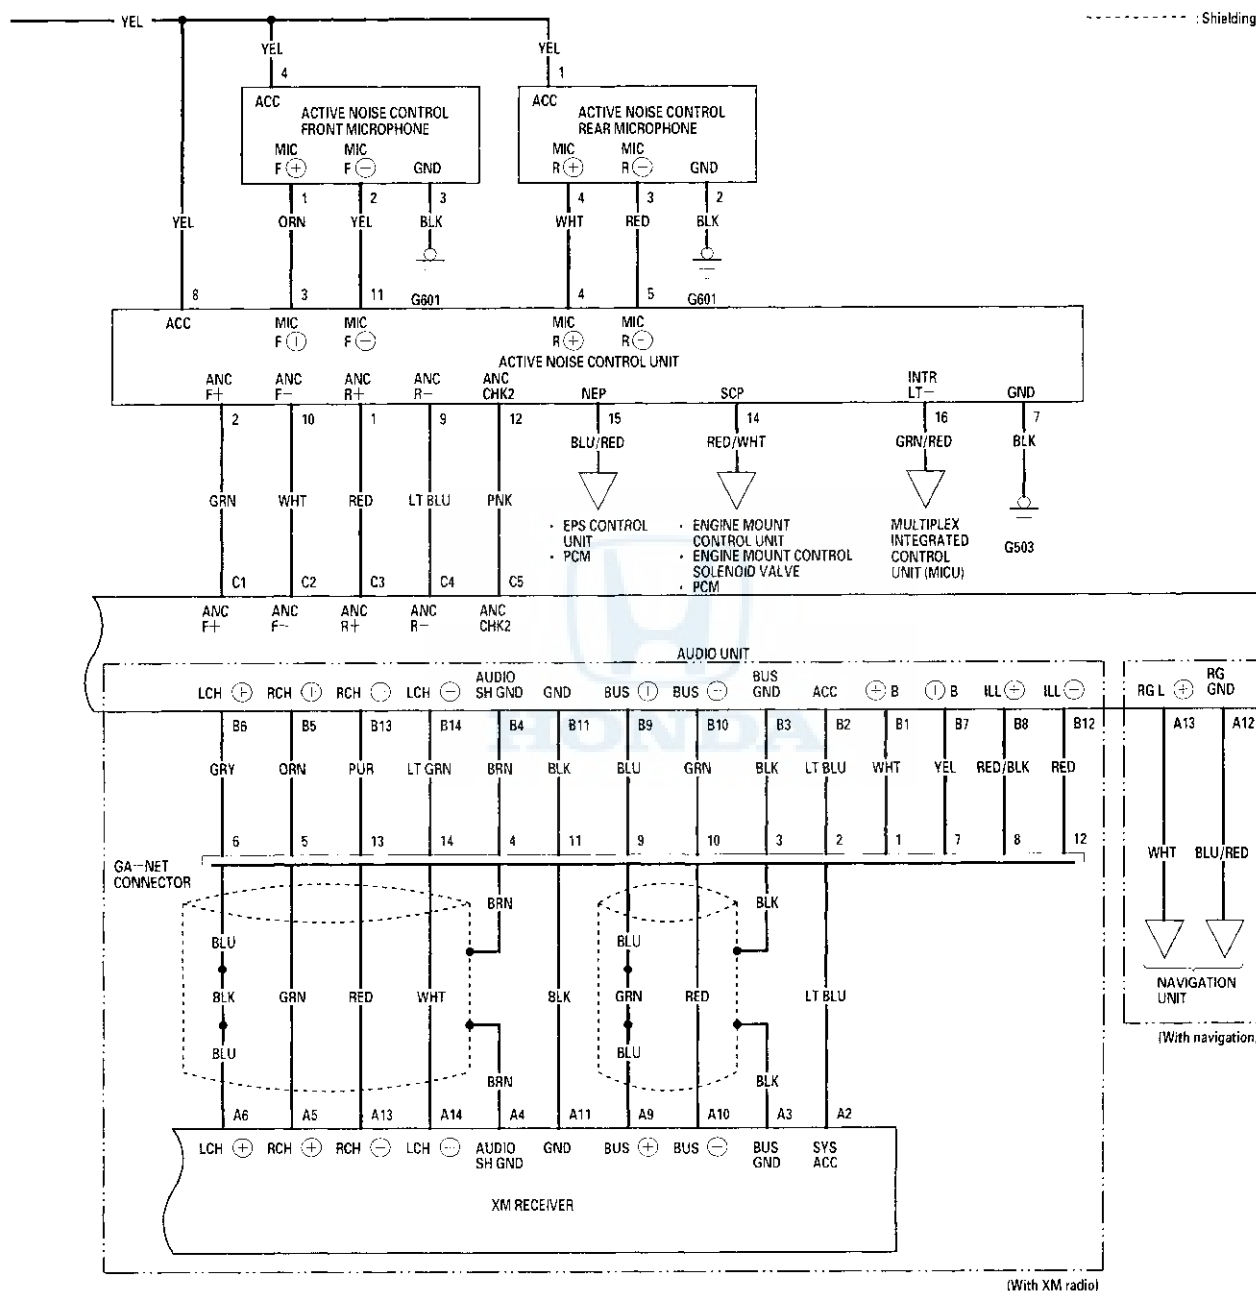 YEL
: Shielding
YEL
YEL
4
1
ACC
ACTIVE NOISE CONTROL
FRONT MICROPHONE
MIC
F +
MIC
F −
GND
ACC
ACTIVE NOISE CONTROL
REAR MICROPHONE
MIC
R +
MIC
R −
GND
1
2
3
4
3
2
YEL
ORN
YEL
BLK
WHT
RED
BLK
8
3
11
G601
4
5
G601
ACC
MIC
F |
MIC
F −
MIC
R +
MIC
R −
ACTIVE NOISE CONTROL UNIT
ANC
F+
ANC
F−
ANC
R+
ANC
R−
ANC
CHK2
NEP
SCP
INTR
LT−
GND
2
10
1
9
12
15
14
16
7
BLU/RED
RED/WHT
GRN/RED
BLK
GRN
WHT
RED
LT BLU
PNK
· EPS CONTROL
UNIT
· PCM
· ENGINE MOUNT
CONTROL UNIT
· ENGINE MOUNT CONTROL
SOLENOID VALVE
· PCM
MULTIPLEX
INTEGRATED
CONTROL
UNIT (MICU)
G503
C1
C2
C3
C4
C5
ANC
F+
ANC
F−
ANC
R+
ANC
R−
ANC
CHK2
AUDIO UNIT
LCH +
RCH |
RCH −
LCH −
AUDIO
SH GND
GND
BUS |
BUS −
BUS
GND
ACC
+ B
| B
ILL +
ILL −
RG L +
RG
GND
B6
B5
B13
B14
B4
B11
B9
B10
B3
B2
B1
B7
B8
B12
A13
A12
HONDA
GRY
ORN
PUR
LT GRN
BRN
BLK
BLU
GRN
BLK
LT BLU
WHT
YEL
RED/BLK
RED
6
5
13
14
4
11
9
10
3
2
1
7
8
12
WHT
BLU/RED
GA−NET
CONNECTOR
BRN
BLK
BLU
BLU
BLK
GRN
RED
WHT
BLK
GRN
RED
LT BLU
NAVIGATION
UNIT
BLU
BLU
(With navigation
BRN
BLK
A6
A5
A13
A14
A4
A11
A9
A10
A3
A2
LCH +
RCH +
RCH −
LCH −
AUDIO
SH GND
GND
BUS +
BUS −
BUS
GND
SYS
ACC
XM RECEIVER
(With XM radio)